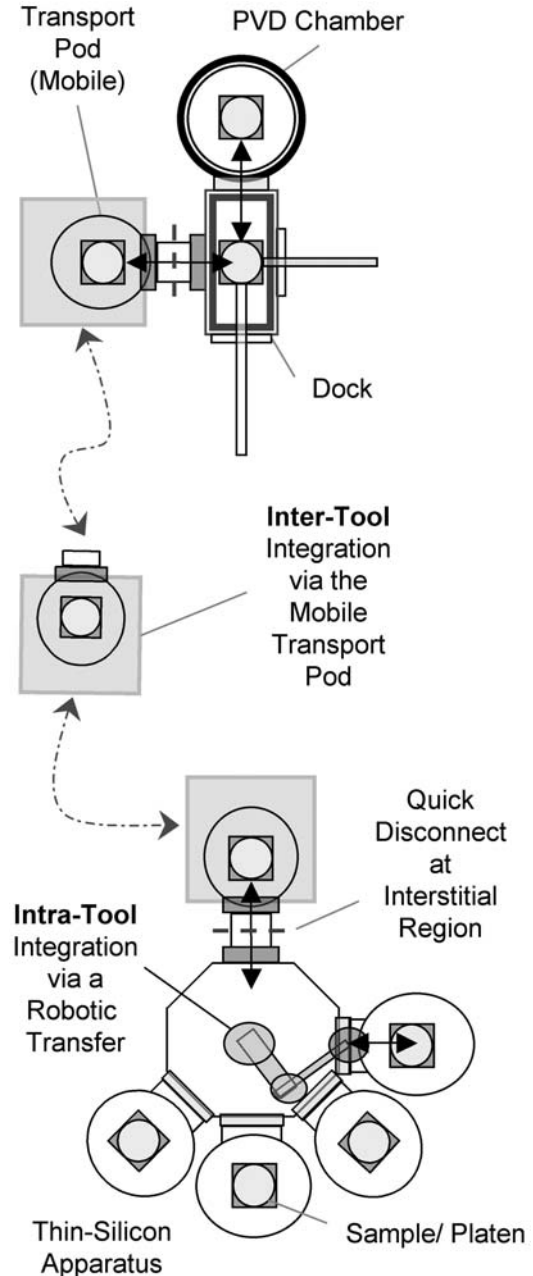 Transport
Pod
(Mobile)
PVD Chamber
Dock
Inter-Tool
Integration
via the
Mobile
Transport
Pod
Quick
Disconnect
at
Interstitial
Region
Intra-Tool
Integration
via a
Robotic
Transfer
Thin-Silicon
Apparatus
Sample/ Platen